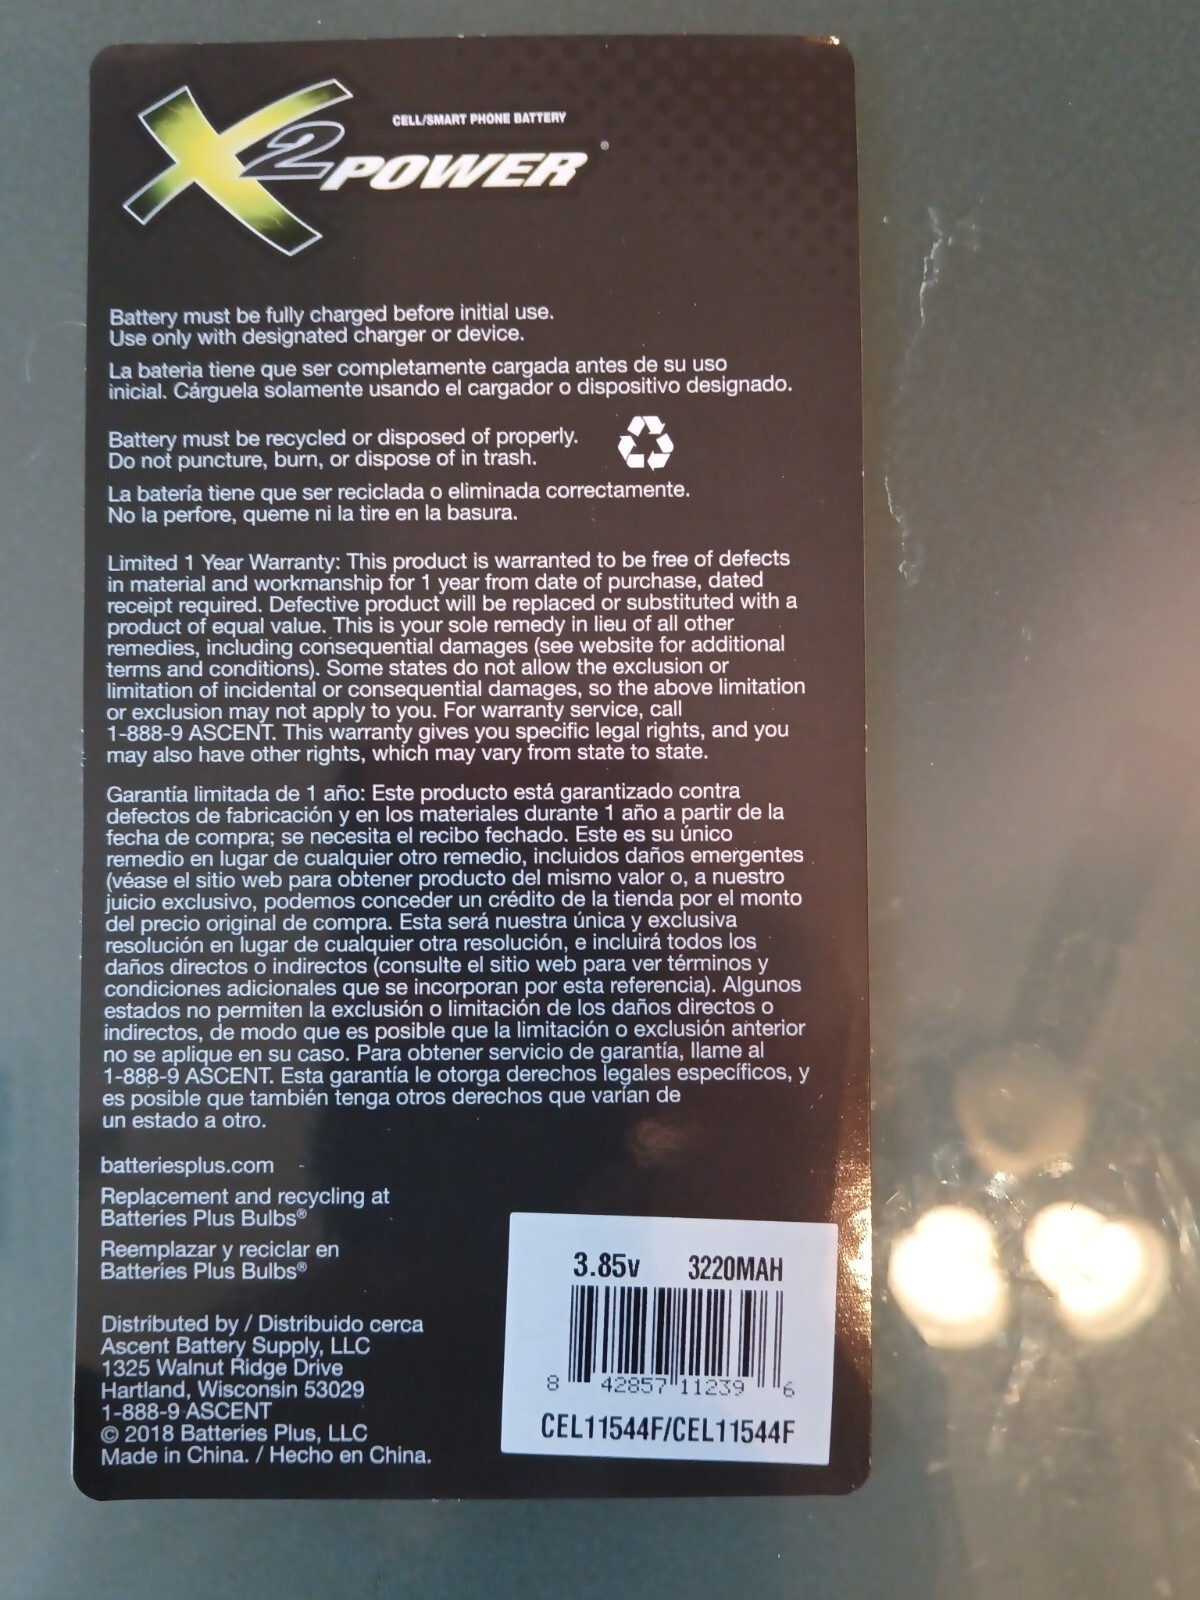 CELL/SMART PHONE BATTERY
X2POWER®
Battery must be fully charged before initial use.
Use only with designated charger or device.
La bateria tiene que ser completamente cargada antes de su uso
inicial. Cárguela solamente usando el cargador o dispositivo designado.
Battery must be recycled or disposed of properly.
Do not puncture, burn, or dispose of in trash.
La batería tiene que ser reciclada o eliminada correctamente.
No la perfore, queme ni la tire en la basura.
Limited 1 Year Warranty: This product is warranted to be free of defects
in material and workmanship for 1 year from date of purchase, dated
receipt required. Defective product will be replaced or substituted with a
product of equal value. This is your sole remedy in lieu of all other
remedies, including consequential damages (see website for additional
terms and conditions). Some states do not allow the exclusion or
limitation of incidental or consequential damages, so the above limitation
or exclusion may not apply to you. For warranty service, call
1-888-9 ASCENT. This warranty gives you specific legal rights, and you
may also have other rights, which may vary from state to state.
Garantía limitada de 1 año: Este producto está garantizado contra
defectos de fabricación y en los materiales durante 1 año a partir de la
fecha de compra; se necesita el recibo fechado. Este es su único
remedio en lugar de cualquier otro remedio, incluidos daños emergentes
(véase el sitio web para obtener producto del mismo valor o, a nuestro
juicio exclusivo, podemos conceder un crédito de la tienda por el monto
del precio original de compra. Esta será nuestra única y exclusiva
resolución en lugar de cualquier otra resolución, e incluirá todos los
daños directos o indirectos (consulte el sitio web para ver términos y
condiciones adicionales que se incorporan por esta referencia). Algunos
estados no permiten la exclusión o limitación de los daños directos o
indirectos, de modo que es posible que la limitación o exclusión anterior
no se aplique en su caso. Para obtener servicio de garantía, llame al
1-888-9 ASCENT. Esta garantía le otorga derechos legales específicos, y
es posible que también tenga otros derechos que varían de
un estado a otro.
batteriesplus.com
Replacement and recycling at
Batteries Plus Bulbs®
Reemplazar y reciclar en
Batteries Plus Bulbs®
Distributed by / Distribuido cerca
Ascent Battery Supply, LLC
1325 Walnut Ridge Drive
Hartland, Wisconsin 53029
1-888-9 ASCENT
© 2018 Batteries Plus, LLC
Made in China. / Hecho en China.
3.85v 3220MAH
8 42857 11239 6
CEL11544F/CEL11544F